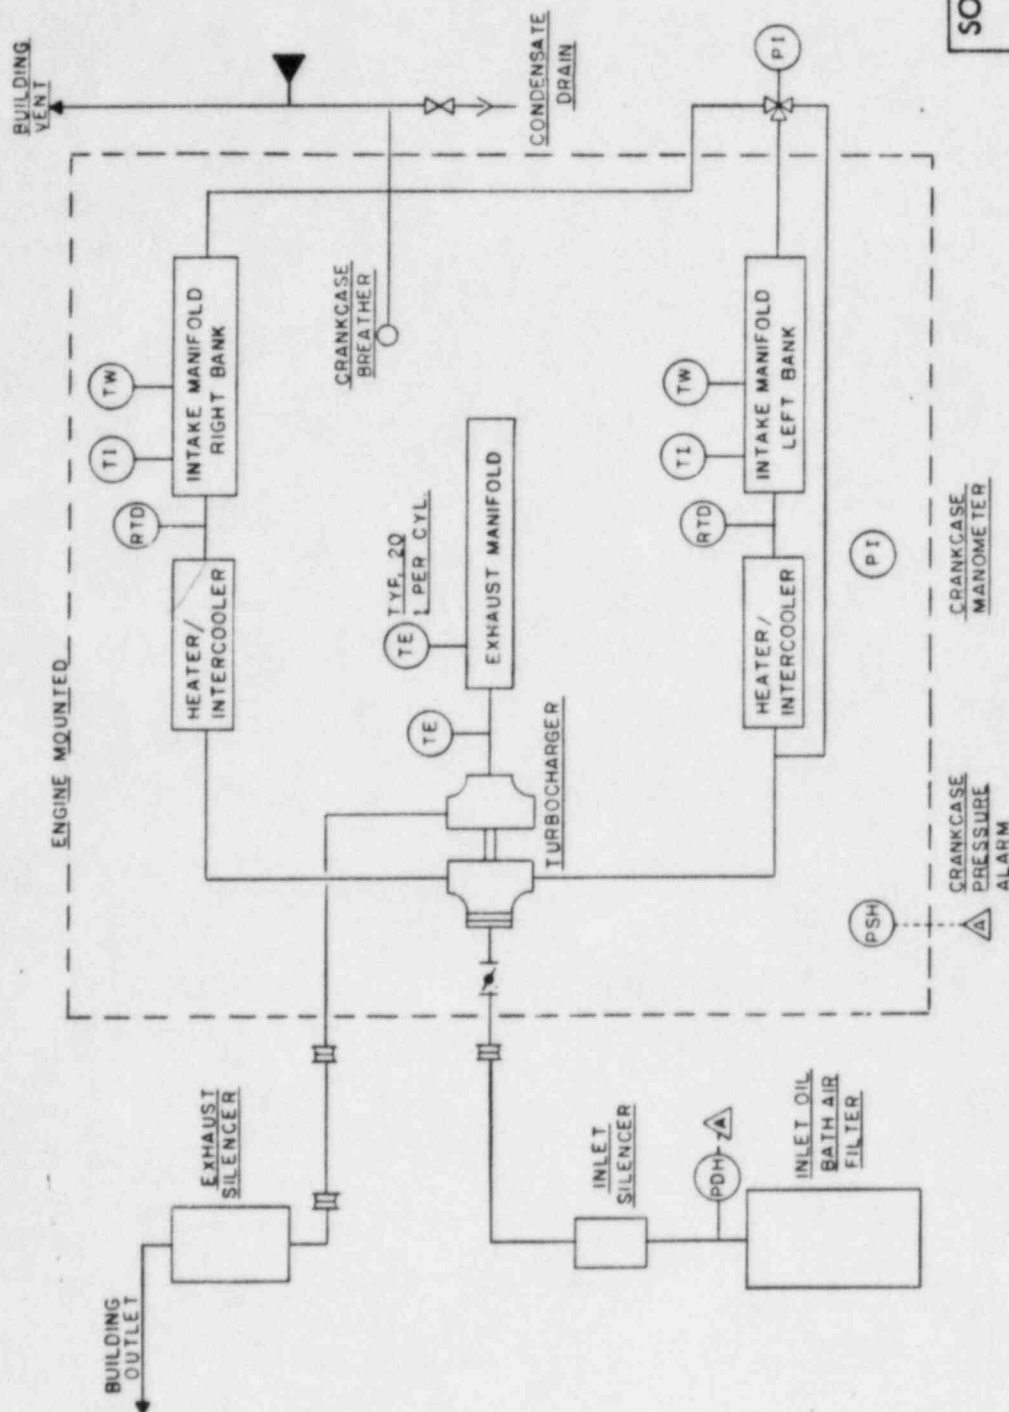 BUILDING
VENT
ENGINE MOUNTED
TI
TW
RTD
HEATER/
INTERCOOLER
INTAKE MANIFOLD
RIGHT BANK
CRANKCASE
BREATHER
CONDENSATE
DRAIN
PI
BUILDING
OUTLET
EXHAUST
SILENCER
TE
TE
TYP. 20
1 PER CYL.
EXHAUST MANIFOLD
TURBOCHARGER
INLET
SILENCER
PDH
A
INLET OIL
BATH AIR
FILTER
RTD
TI
TW
HEATER/
INTERCOOLER
INTAKE MANIFOLD
LEFT BANK
PSH
A
PI
CRANKCASE
PRESSURE
ALARM
CRANKCASE
MANOMETER
SO